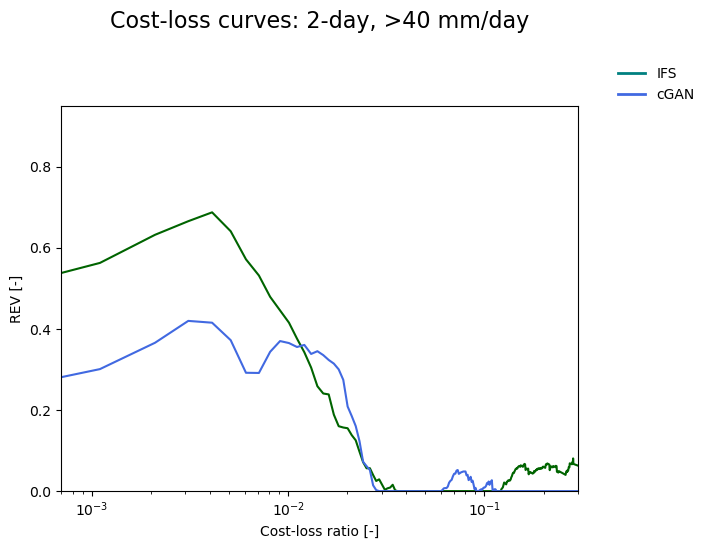 Cost-loss curves: 2-day, >40 mm/day
IFS
cGAN
0.8
0.6
0.4
0.2
0.0
REV [-]
10⁻³
10⁻²
10⁻¹
Cost-loss ratio [-]